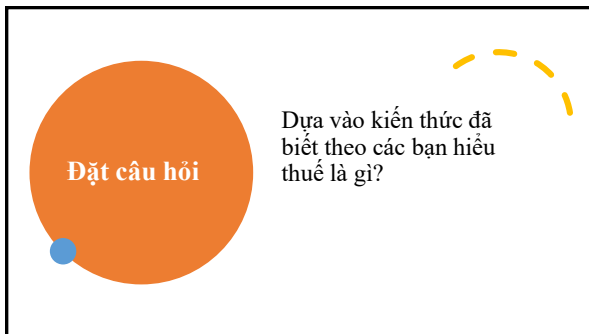 Đặt câu hỏi
Dựa vào kiến thức đã
biết theo các bạn hiểu
thuế là gì?